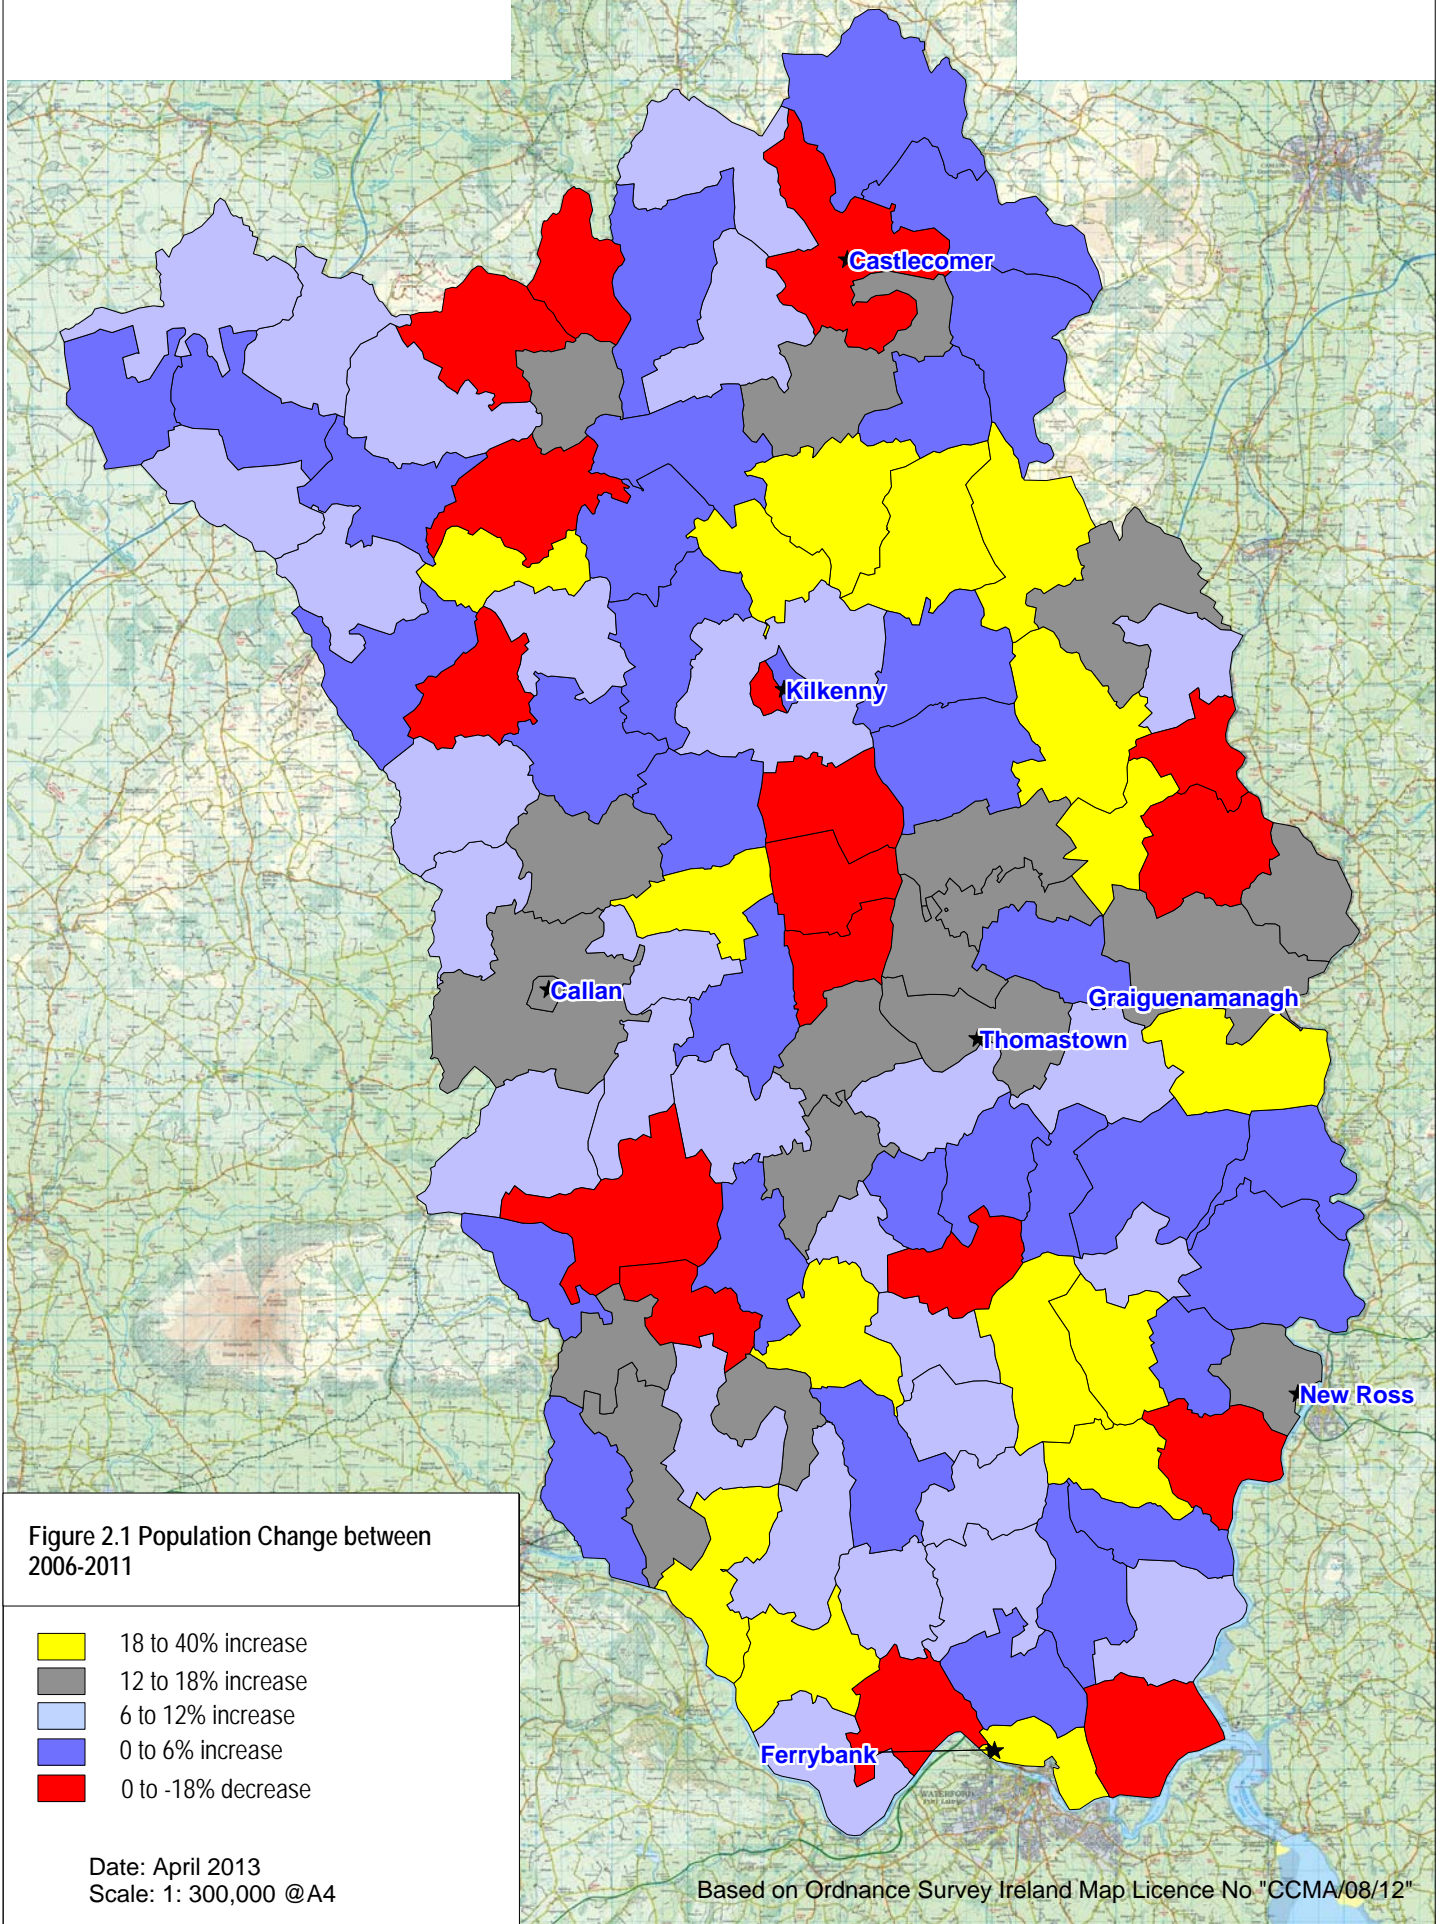 Castlecomer
Kilkenny
Callan
Graiguenamanagh
Thomastown
New Ross
Figure 2.1 Population Change between
2006-2011
18 to 40% increase
12 to 18% increase
6 to 12% increase
0 to 6% increase
0 to -18% decrease
Ferrybank
WATERFORD
Date: April 2013
Scale: 1: 300,000 @A4
Based on Ordnance Survey Ireland Map Licence No "CCMA/08/12"